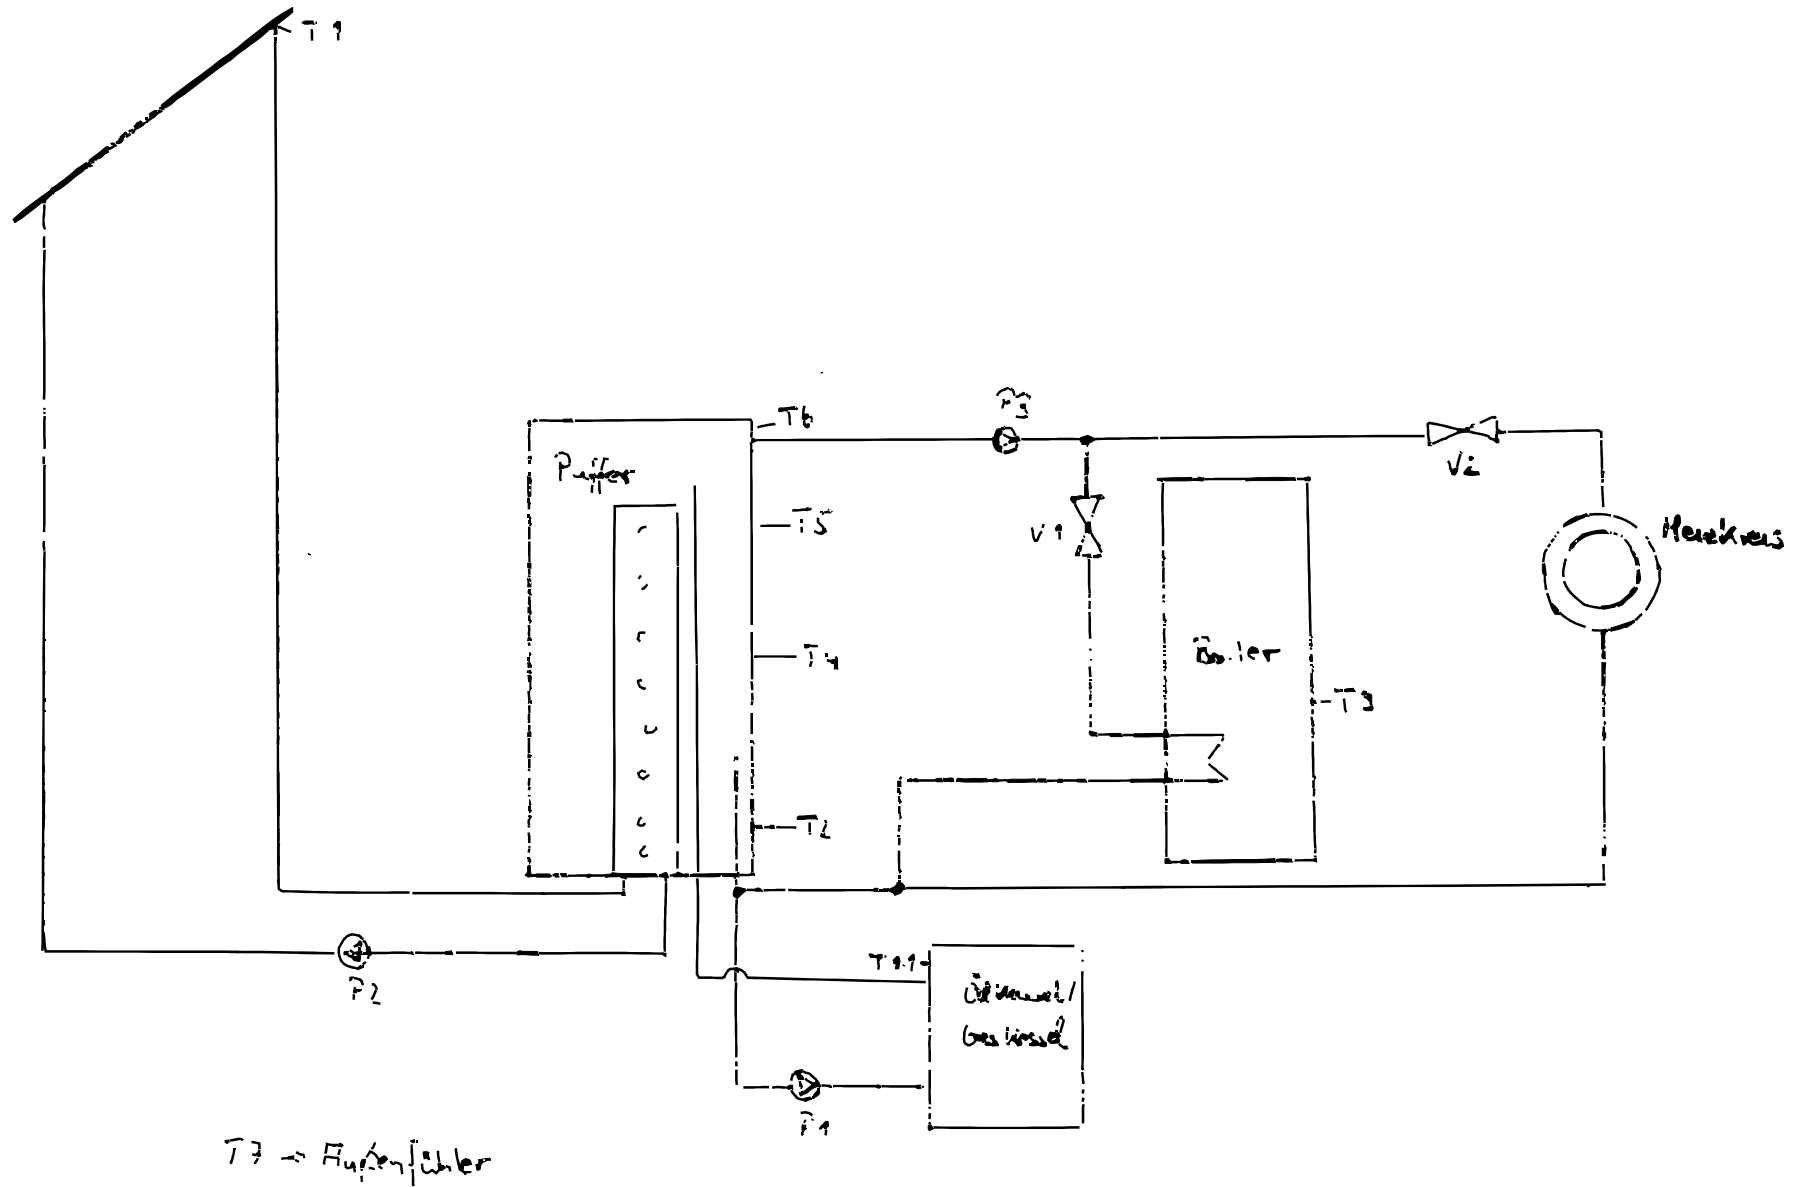 T1
T6
P3
Puffer
V2
T5
V1
Heizkreis
T4
Boiler
T3
T2
T11
Ölkessel/
Gaskessel
P2
P1
T7 → Außenfühler